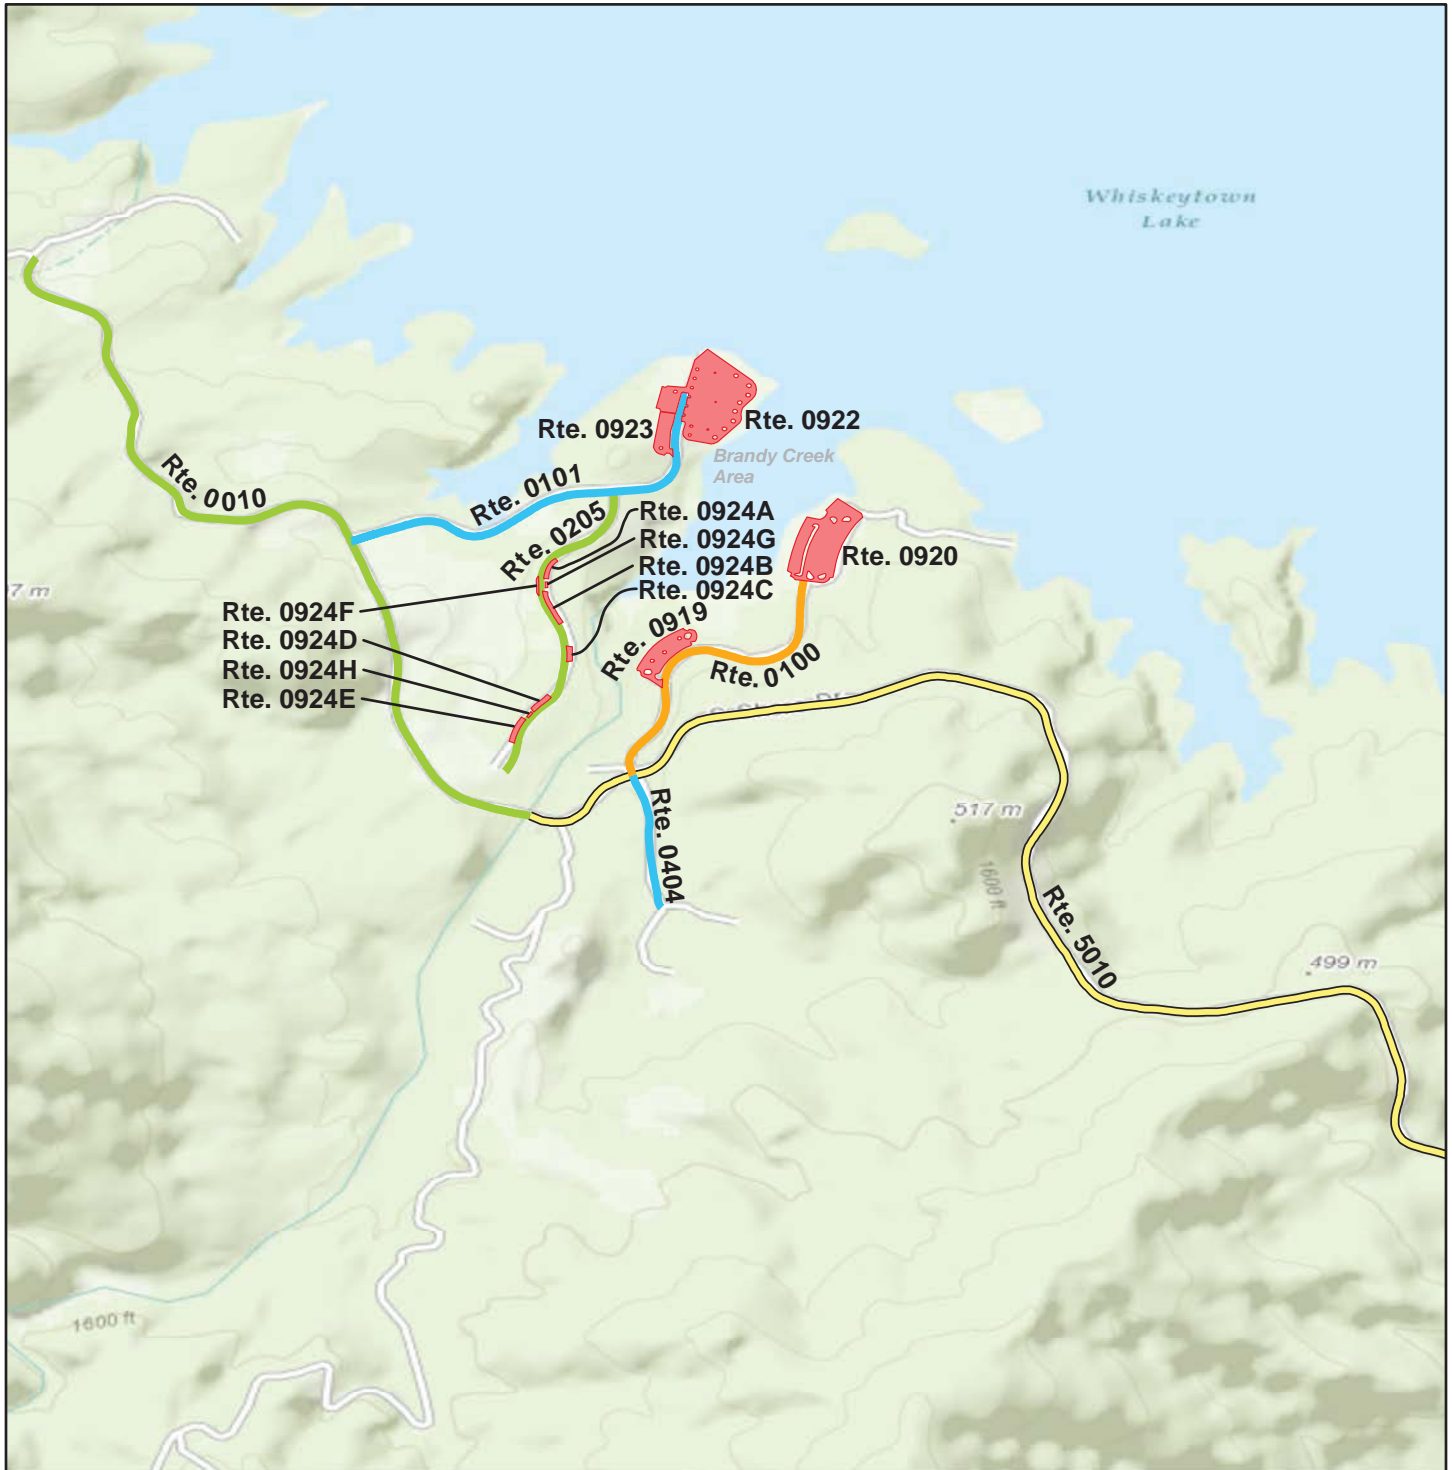 Whiskeytown
Lake
Rte. 0923
Rte. 0922
Brandy Creek
Area
Rte. 0010
Rte. 0101
Rte. 0205
Rte. 0924A
Rte. 0924G
Rte. 0924B
Rte. 0924C
Rte. 0920
7 m
Rte. 0924F
Rte. 0924D
Rte. 0924H
Rte. 0924E
Rte. 0919
Rte. 0100
Rte. 0404
517 m
1600 ft
Rte. 5010
499 m
1600 ft